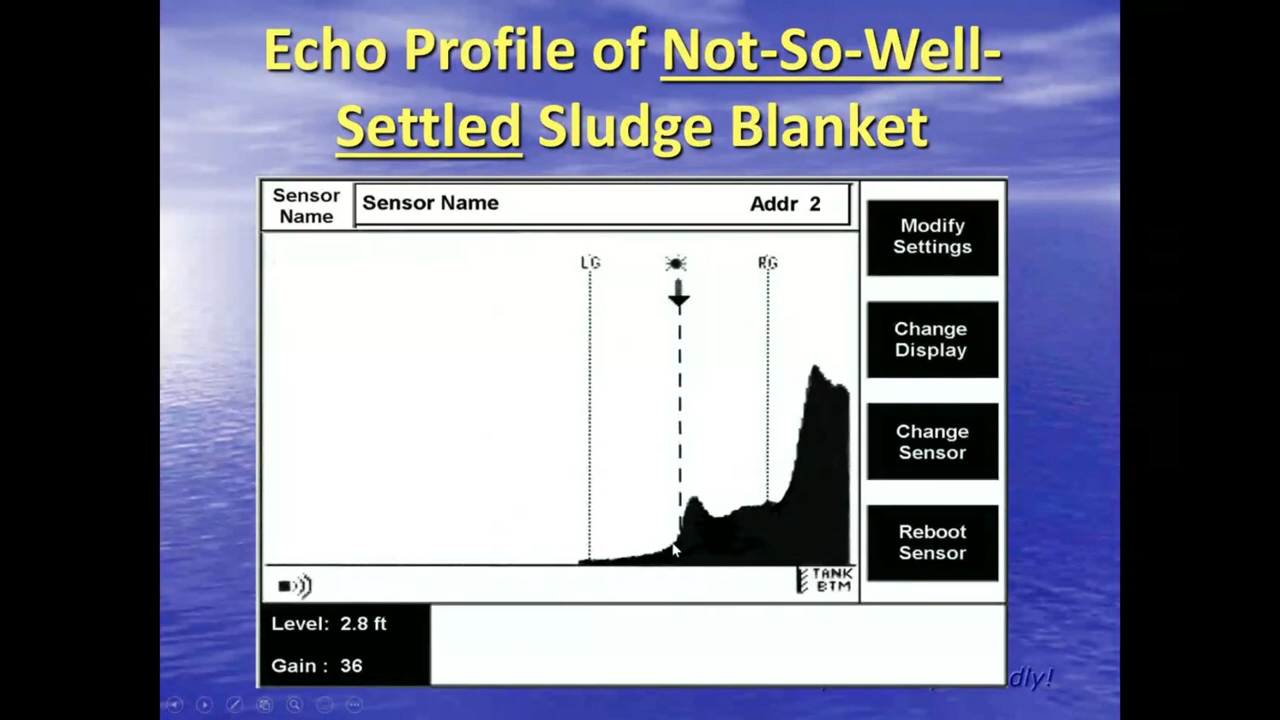 Echo Profile of Not-So-Well-
Settled Sludge Blanket
Sensor
Name
Sensor Name
Addr 2
Modify
Settings
LG
RG
Change
Display
Change
Sensor
Reboot
Sensor
TANK
BTM
Level: 2.8 ft
Gain : 36
dly!